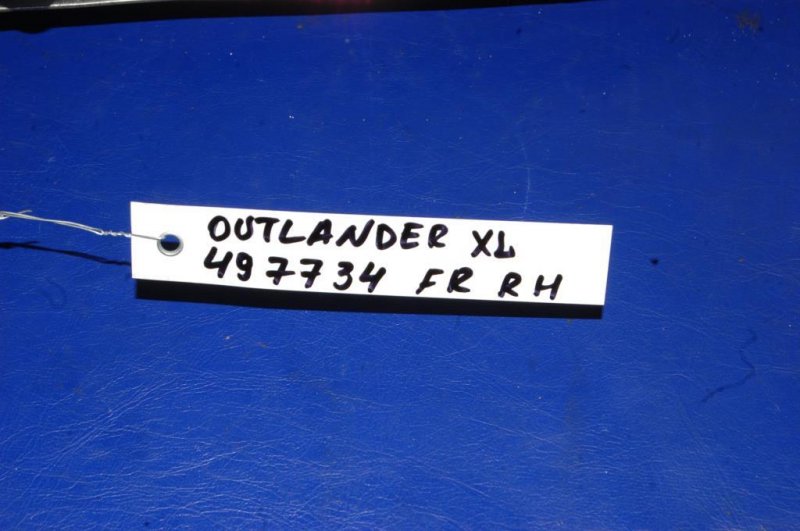 OUTLANDER XL
497734 FR RH